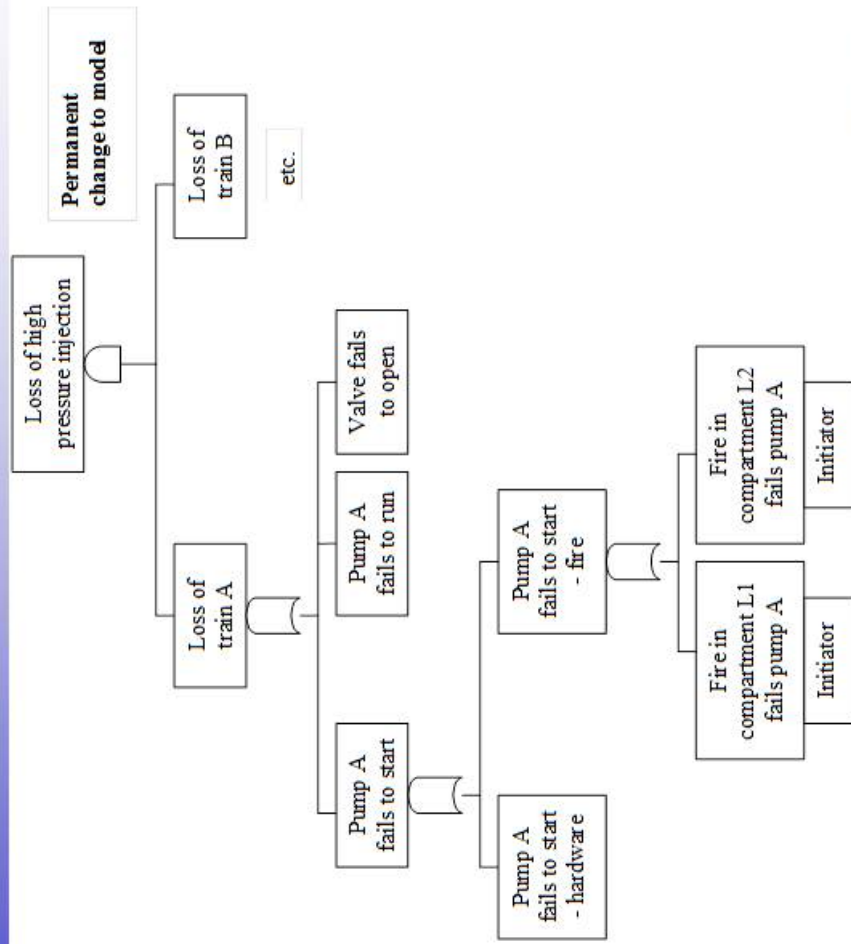 Loss of high
pressure injection
Permanent
change to model
Loss of
train A
Loss of
train B
etc.
Pump A
fails to start
Pump A
fails to run
Valve fails
to open
Pump A
fails to start
- hardware
Pump A
fails to start
- fire
Fire in
compartment L1
fails pump A
Initiator
Fire in
compartment L2
fails pump A
Initiator